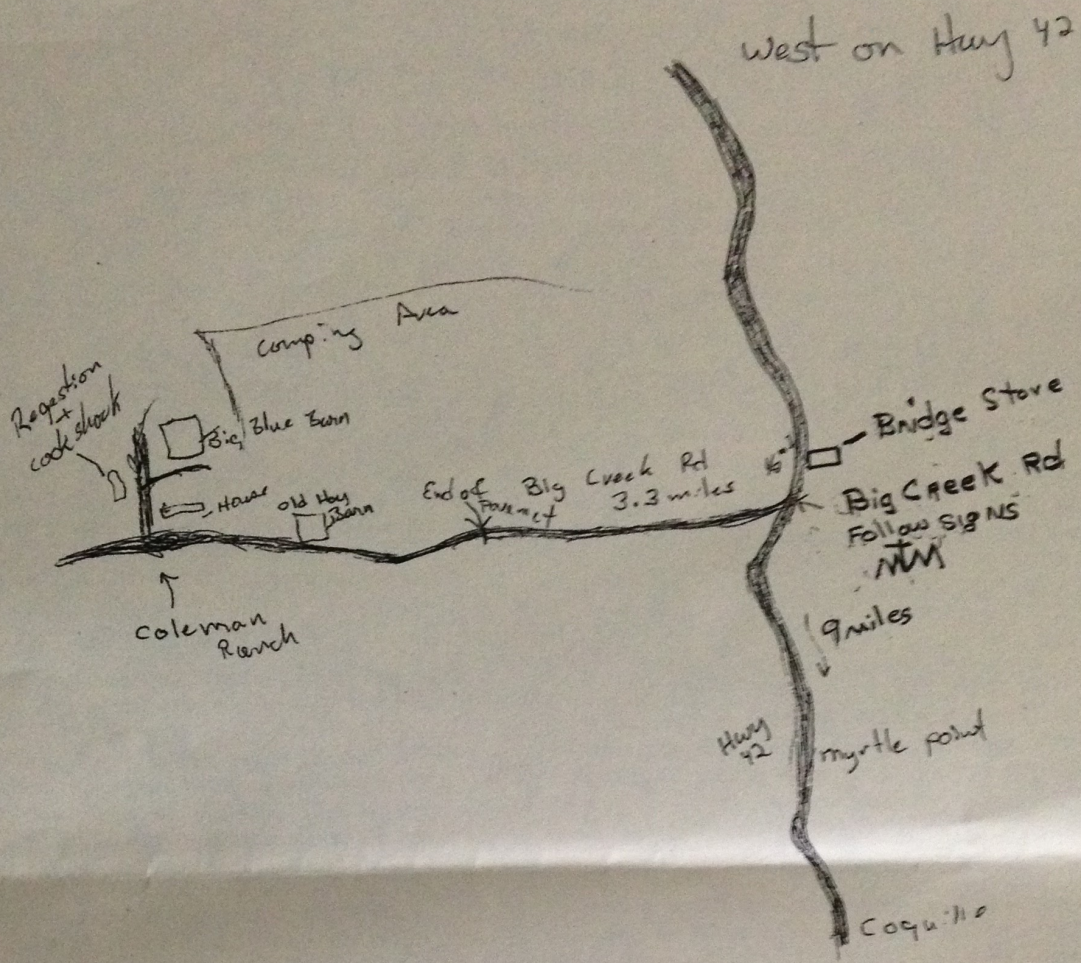 West on Hwy 42
Camping Area
Regestion
+
cook shack
Big Blue Barn
Bridge Store
House
Old Hay
Barn
End of
Pavment
Big Creek Rd
3.3 miles
Big Creek Rd
Follow SigNS
Coleman
Ranch
9 miles
Hwy
42
myrtle point
Coquille